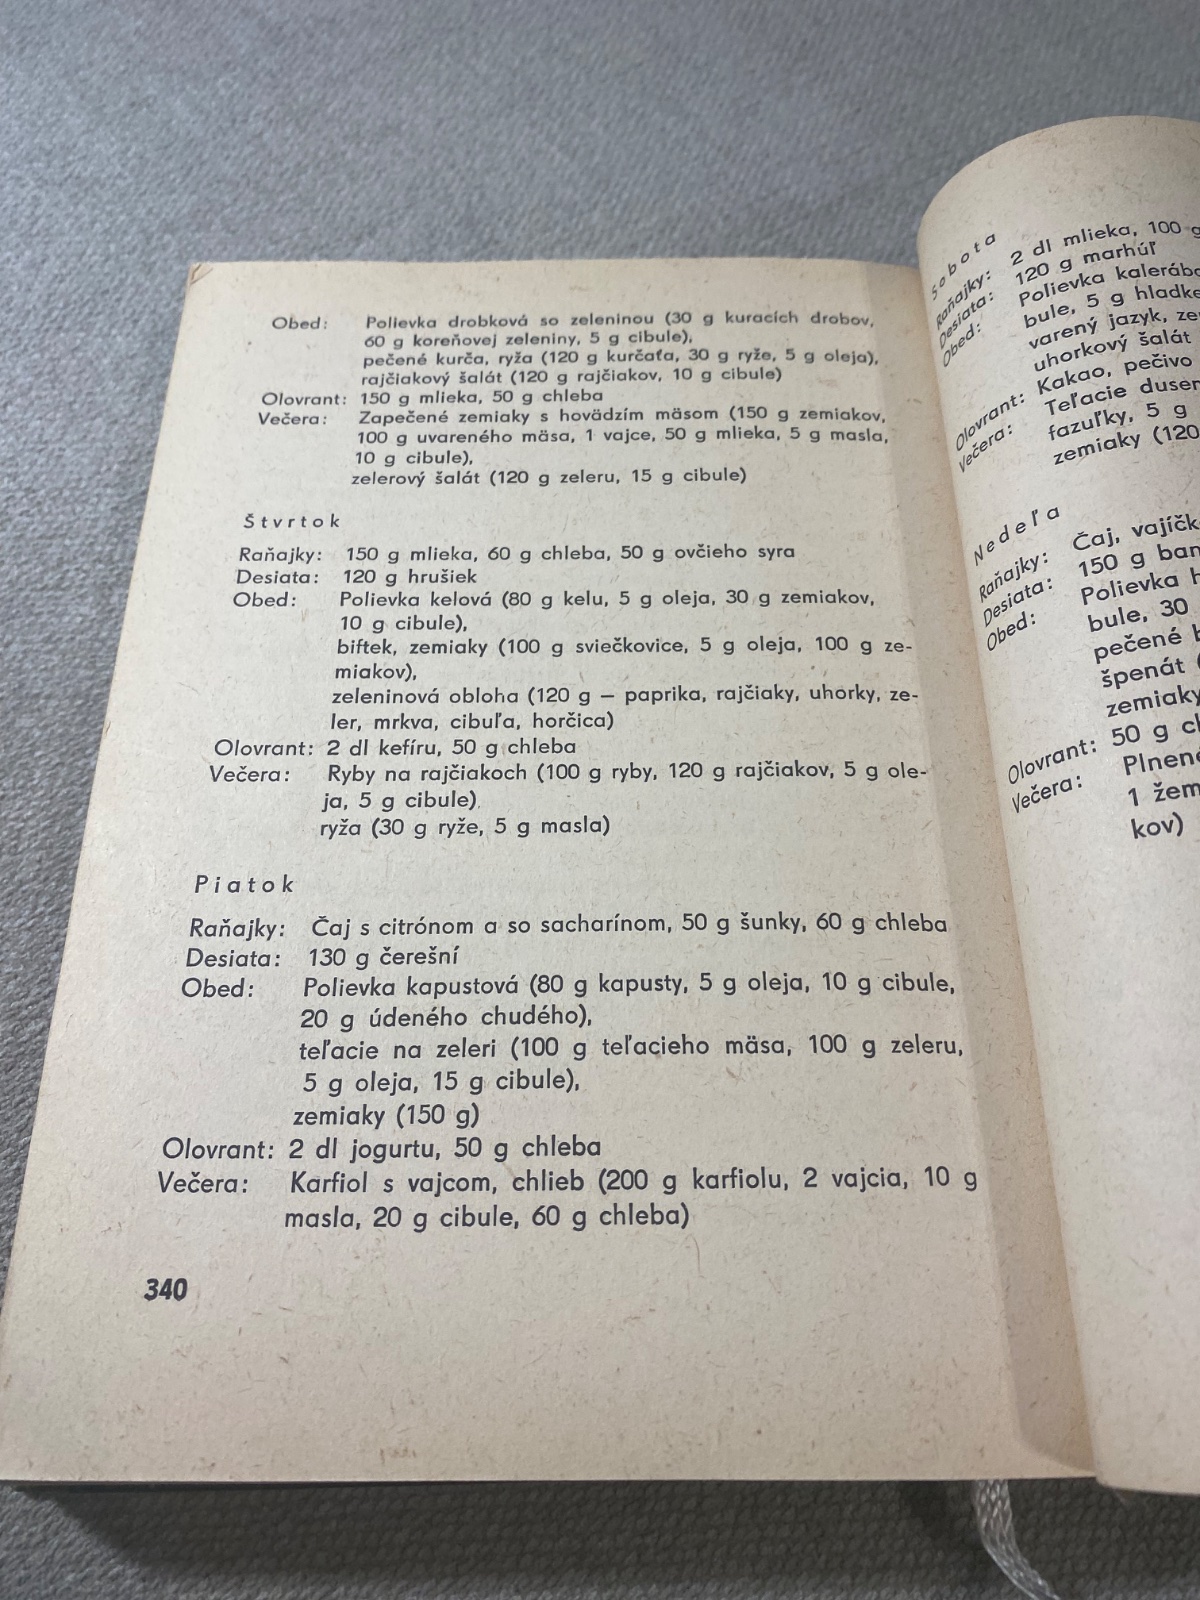 Obed: Polievka drobková so zeleninou (30 g kuracích drobov,
60 g koreňovej zeleniny, 5 g cibule),
pečené kurča, ryža (120 g kurčaťa, 30 g ryže, 5 g oleja),
rajčiakový šalát (120 g rajčiakov, 10 g cibule)
Olovrant: 150 g mlieka, 50 g chleba
Večera: Zapečené zemiaky s hovädzím mäsom (150 g zemiakov,
100 g uvareného mäsa, 1 vajce, 50 g mlieka, 5 g masla,
10 g cibule),
zelerový šalát (120 g zeleru, 15 g cibule)
Štvrtok
Raňajky: 150 g mlieka, 60 g chleba, 50 g ovčieho syra
Desiata: 120 g hrušiek
Obed: Polievka kelová (80 g kelu, 5 g oleja, 30 g zemiakov,
10 g cibule),
biftek, zemiaky (100 g sviečkovice, 5 g oleja, 100 g ze-
miakov),
zeleninová obloha (120 g — paprika, rajčiaky, uhorky, ze-
ler, mrkva, cibuľa, horčica)
Olovrant: 2 dl kefíru, 50 g chleba
Večera: Ryby na rajčiakoch (100 g ryby, 120 g rajčiakov, 5 g ole-
ja, 5 g cibule)
ryža (30 g ryže, 5 g masla)
Piatok
Raňajky: Čaj s citrónom a so sacharínom, 50 g šunky, 60 g chleba
Desiata: 130 g čerešní
Obed: Polievka kapustová (80 g kapusty, 5 g oleja, 10 g cibule,
20 g údeného chudého),
teľacie na zeleri (100 g teľacieho mäsa, 100 g zeleru,
5 g oleja, 15 g cibule),
zemiaky (150 g)
Olovrant: 2 dl jogurtu, 50 g chleba
Večera: Karfiol s vajcom, chlieb (200 g karfiolu, 2 vajcia, 10 g
masla, 20 g cibule, 60 g chleba)
340
Sobota
Raňajky: 2 dl mlieka, 100 g
Desiata: 120 g marhúľ
Obed: Polievka
bule, 5 g
varený jazyk,
uhorkový šalát
Olovrant: Kakao, pečivo
Večera: Teľacie
fazuľky, 5 g
zemiaky (120
Nedeľa
Raňajky: Čaj,
Desiata: 150 g
Obed: Polievka
bule, 30
pečené
špenát (
zemiaky
Olovrant: 50 g
Večera:
1
kov)